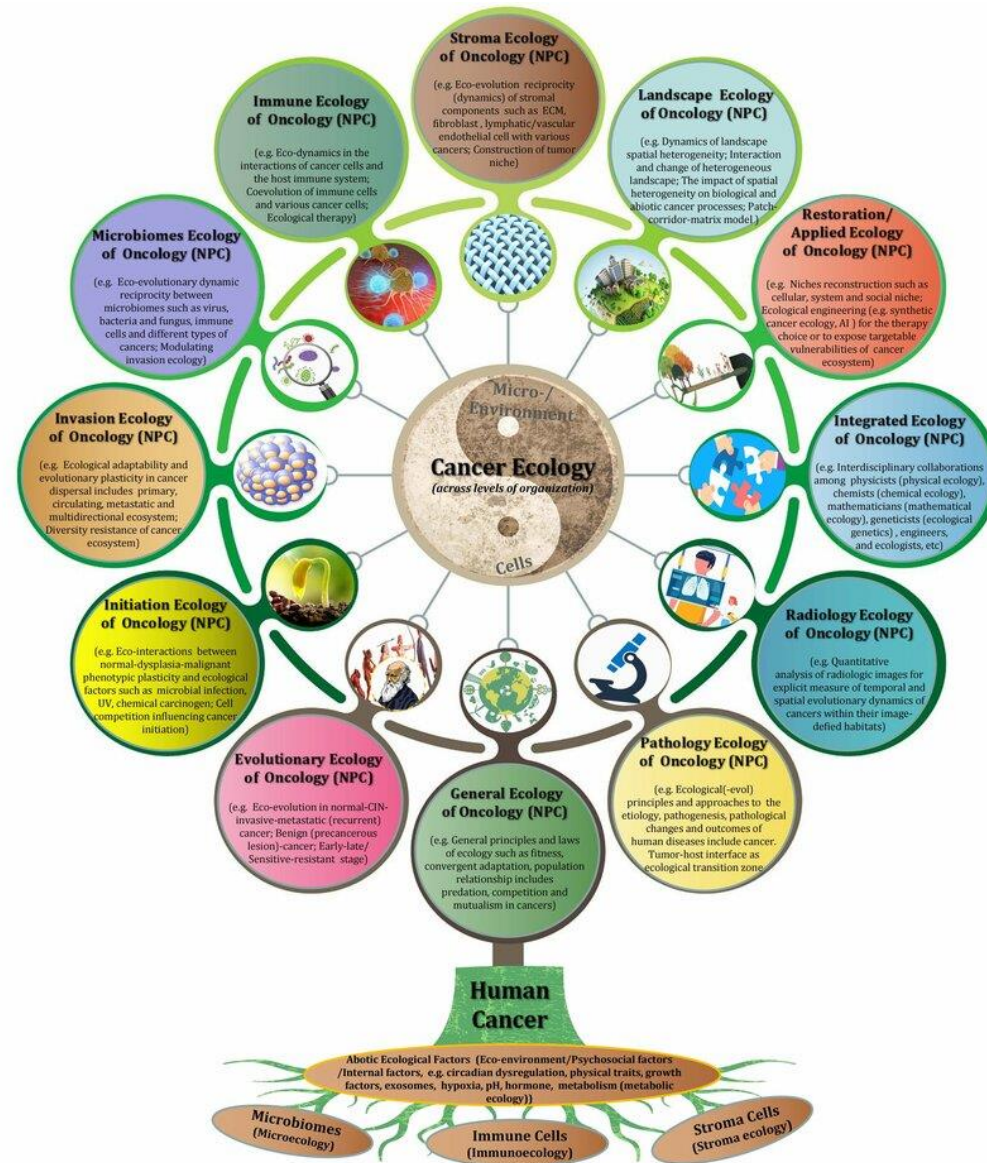 Stroma Ecology
of Oncology (NPC)
(e.g. Eco-evolution reciprocity
(dynamics) of stromal
components such as ECM,
fibroblast , lymphatic/vascular
endothelial cell with various
cancers; Construction of tumor
niche)
Immune Ecology
of Oncology (NPC)
(e.g. Eco-dynamics in the
interactions of cancer cells and
the host immune system;
Coevolution of immune cells
and various cancer cells;
Ecological therapy)
Landscape Ecology
of Oncology (NPC)
(e.g. Dynamics of landscape
spatial heterogeneity; Interaction
and change of heterogeneous
landscape; The impact of spatial
heterogeneity on biological and
abiotic cancer processes; Patch-
corridor-matrix model.)
Microbiomes Ecology
of Oncology (NPC)
(e.g. Eco-evolutionary dynamic
reciprocity between
microbiomes such as virus,
bacteria and fungus, immune
cells and different types of
cancers; Modulating
invasion ecology)
Restoration/
Applied Ecology
of Oncology (NPC)
(e.g. Niches reconstruction such as
cellular, system and social niche;
Ecological engineering (e.g. synthetic
cancer ecology, AI ) for the therapy
choice or to expose targetable
vulnerabilities of cancer
ecosystem)
Invasion Ecology
of Oncology (NPC)
(e.g. Ecological adaptability and
evolutionary plasticity in cancer
dispersal includes primary,
circulating, metastatic and
multidirectional ecosystem;
Diversity resistance of cancer
ecosystem)
Micro-/
Environment
Cancer Ecology
(across levels of organization)
Cells
Integrated Ecology
of Oncology (NPC)
(e.g. Interdisciplinary collaborations
among physicists (physical ecology),
chemists (chemical ecology),
mathematicians (mathematical
ecology), geneticists (ecological
genetics) , engineers,
and ecologists, etc)
Initiation Ecology
of Oncology (NPC)
(e.g. Eco-interactions between
normal-dysplasia-malignant
phenotypic plasticity and ecological
factors such as microbial infection,
UV, chemical carcinogen; Cell
competition influencing cancer
initiation)
Radiology Ecology
of Oncology (NPC)
(e.g. Quantitative
analysis of radiologic images for
explicit measure of temporal and
spatial evolutionary dynamics of
cancers within their image-
defied habitats)
Evolutionary Ecology
of Oncology (NPC)
(e.g. Eco-evolution in normal-CIN-
invasive-metastatic (recurrent)
cancer; Benign (precancerous
lesion)-cancer; Early-late/
Sensitive-resistant stage)
General Ecology
of Oncology (NPC)
(e.g. General principles and laws
of ecology such as fitness,
convergent adaptation, population
relationship includes
predation, competition and
mutualism in cancers)
Pathology Ecology
of Oncology (NPC)
(e.g. Ecological(-evol)
principles and approaches to the
etiology, pathogenesis, pathological
changes and outcomes of
human diseases include cancer.
Tumor-host interface as
ecological transition zone
Human
Cancer
Abotic Ecological Factors (Eco-environment/Psychosocial factors
/Internal factors, e.g. circadian dysregulation, physical traits, growth
factors, exosomes, hypoxia, pH, hormone, metabolism (metabolic
ecology))
Microbiomes
(Microecology)
Immune Cells
(Immunoecology)
Stroma Cells
(Stroma ecology)